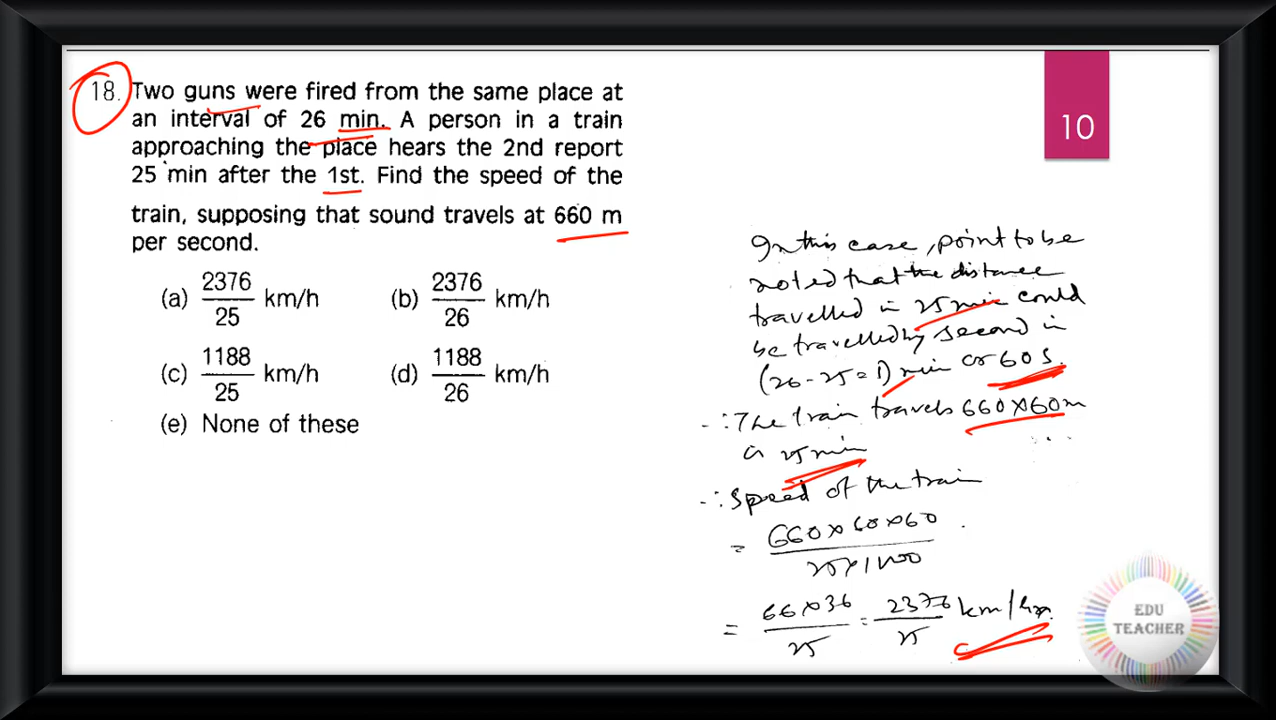 18. Two guns were fired from the same place at
an interval of 26 min. A person in a train
approaching the place hears the 2nd report
25 min after the 1st. Find the speed of the
train, supposing that sound travels at 660 m
per second.
(a) 2376/25 km/h (b) 2376/26 km/h
(c) 1188/25 km/h (d) 1188/26 km/h
(e) None of these
10
In this case, point to be
noted that the distance
travelled in 25 min could
be travelled by second in
(26-25=1) min or 60 s.
∴ The train travels 660×60m
in 25 min
∴ Speed of the train
= 660×60×60 / 25×1000
= 66×36/25 = 2376/25 km/hr.
EDU
TEACHER